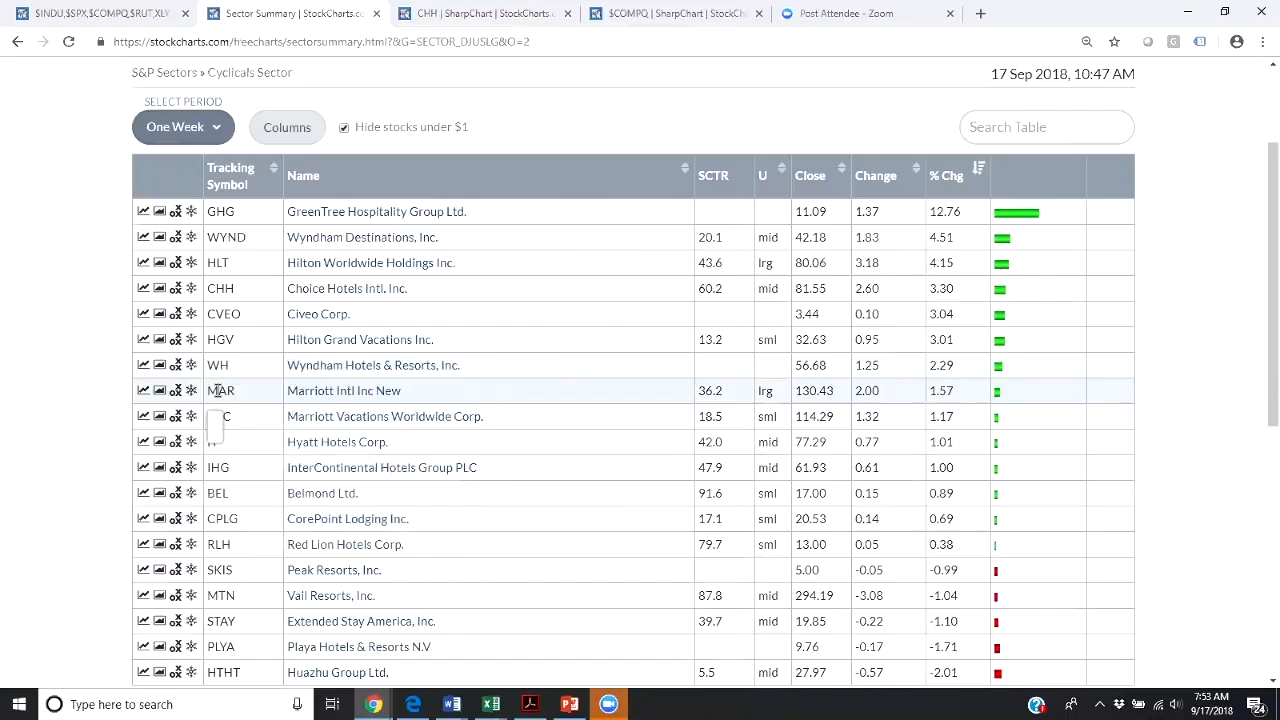 $INDU,$SPX,$COMPQ,$RUT,XLV
Sector Summary | StockCharts.co
CHH | SharpChart | StockCharts.c
$COMPQ | SharpChart | StockCha
Post Attendee - Zoom
https://stockcharts.com/freecharts/sectorsummary.html?&G=SECTOR_DJUSLG&O=2
S&P Sectors » Cyclicals Sector
17 Sep 2018, 10:47 AM
SELECT PERIOD
One Week
Columns
Hide stocks under $1
Search Table
Tracking Symbol Name SCTR U Close Change % Chg
GHG GreenTree Hospitality Group Ltd. 11.09 1.37 12.76
WYND Wyndham Destinations, Inc. 20.1 mid 42.18 1.83 4.51
HLT Hilton Worldwide Holdings Inc. 43.6 lrg 80.06 3.18 4.15
CHH Choice Hotels Intl, Inc. 60.2 mid 81.55 2.60 3.30
CVEO Civeo Corp. 3.44 0.10 3.04
HGV Hilton Grand Vacations Inc. 13.2 sml 32.63 0.95 3.01
WH Wyndham Hotels & Resorts, Inc. 56.68 1.25 2.29
MAR Marriott Intl Inc New 36.2 lrg 130.43 2.00 1.57
C Marriott Vacations Worldwide Corp. 18.5 sml 114.29 1.32 1.17
Hyatt Hotels Corp. 42.0 mid 77.29 0.77 1.01
IHG InterContinental Hotels Group PLC 47.9 mid 61.93 0.61 1.00
BEL Belmond Ltd. 91.6 sml 17.00 0.15 0.89
CPLG CorePoint Lodging Inc. 17.1 sml 20.53 0.14 0.69
RLH Red Lion Hotels Corp. 79.7 sml 13.00 0.05 0.38
SKIS Peak Resorts, Inc. 5.00 -0.05 -0.99
MTN Vail Resorts, Inc. 87.8 mid 294.19 -3.08 -1.04
STAY Extended Stay America, Inc. 39.7 mid 19.85 -0.22 -1.10
PLYA Playa Hotels & Resorts N.V 9.76 -0.17 -1.71
HTHT Huazhu Group Ltd. 5.5 mid 27.97 -0.57 -2.01
Type here to search
7:53 AM
9/17/2018
24